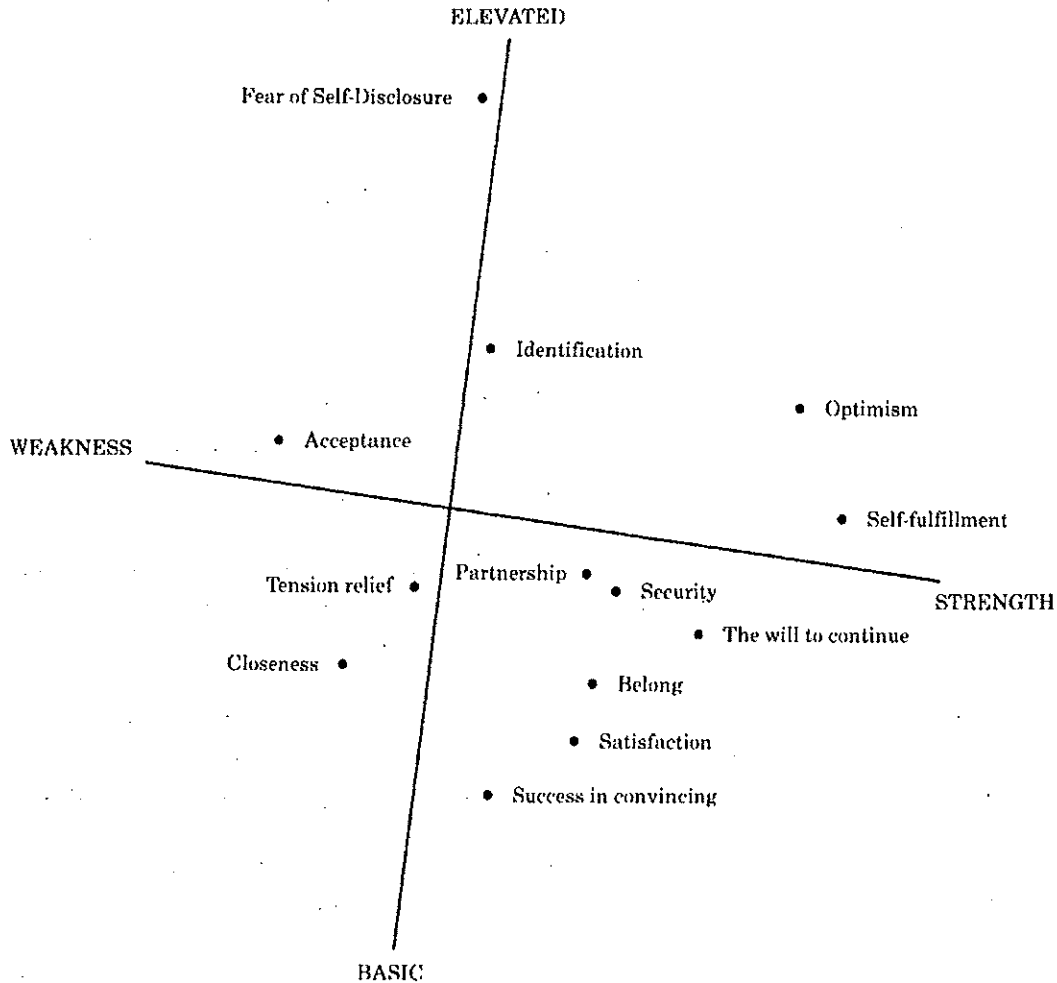 ELEVATED
Fear of Self-Disclosure
Identification
Optimism
WEAKNESS
Acceptance
Self-fulfillment
Partnership
Tension relief
Security
STRENGTH
The will to continue
Closeness
Belong
Satisfaction
Success in convincing
BASIC